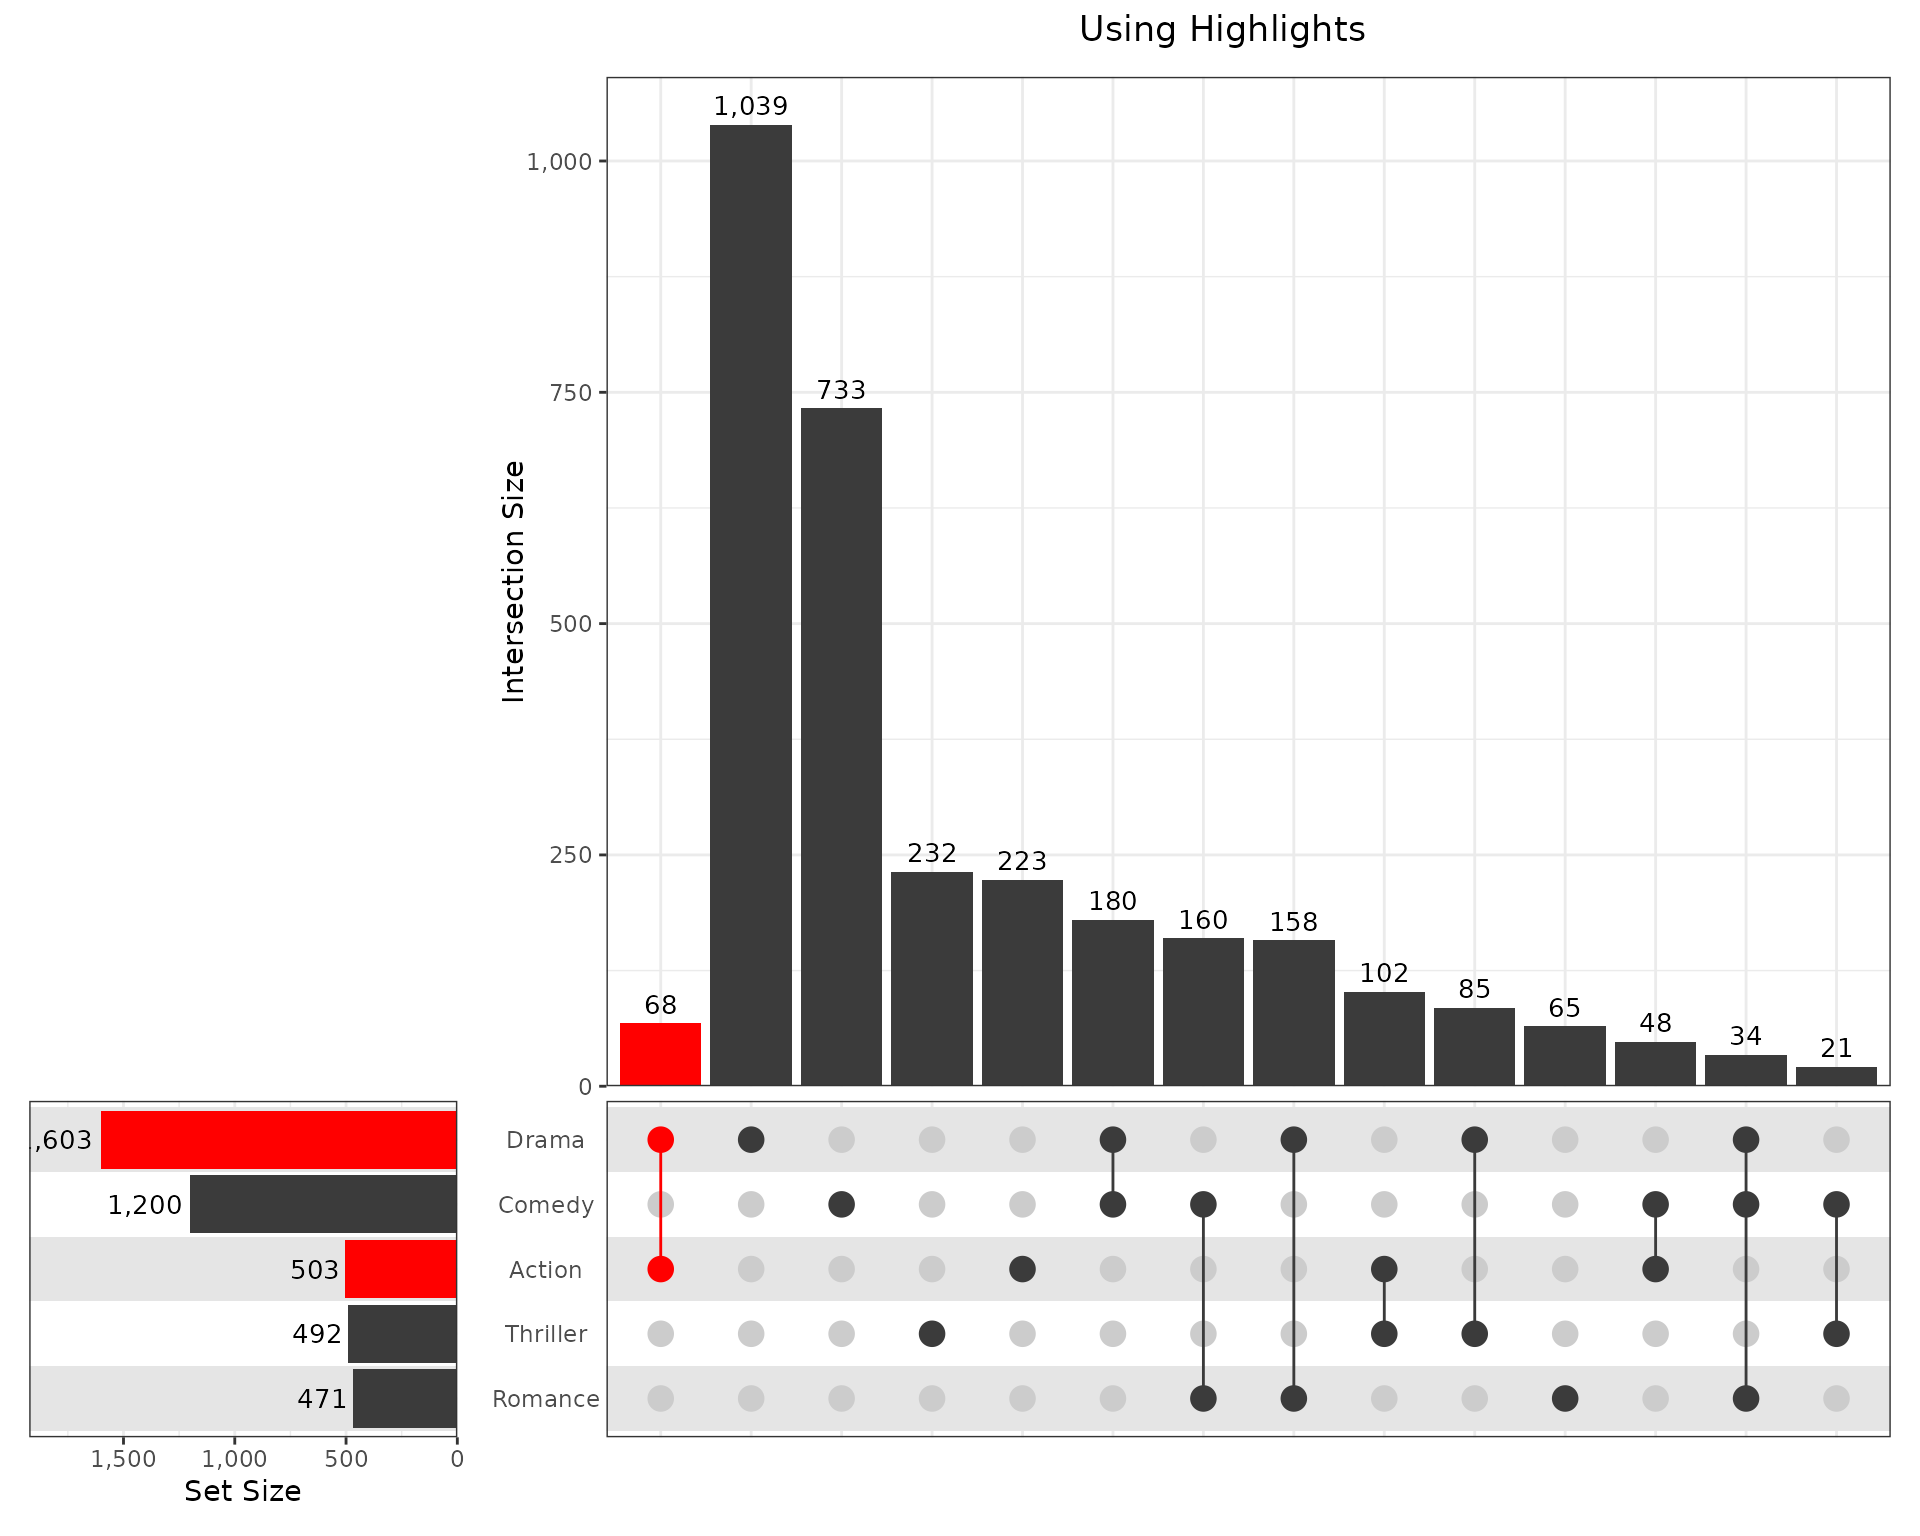 Using Highlights
1,039
1,000
733
750
Intersection Size
500
250
232
223
180
160
158
102
85
68
65
48
34
21
0
,603
Drama
1,200
Comedy
503
Action
492
Thriller
471
Romance
1,500 1,000 500 0
Set Size